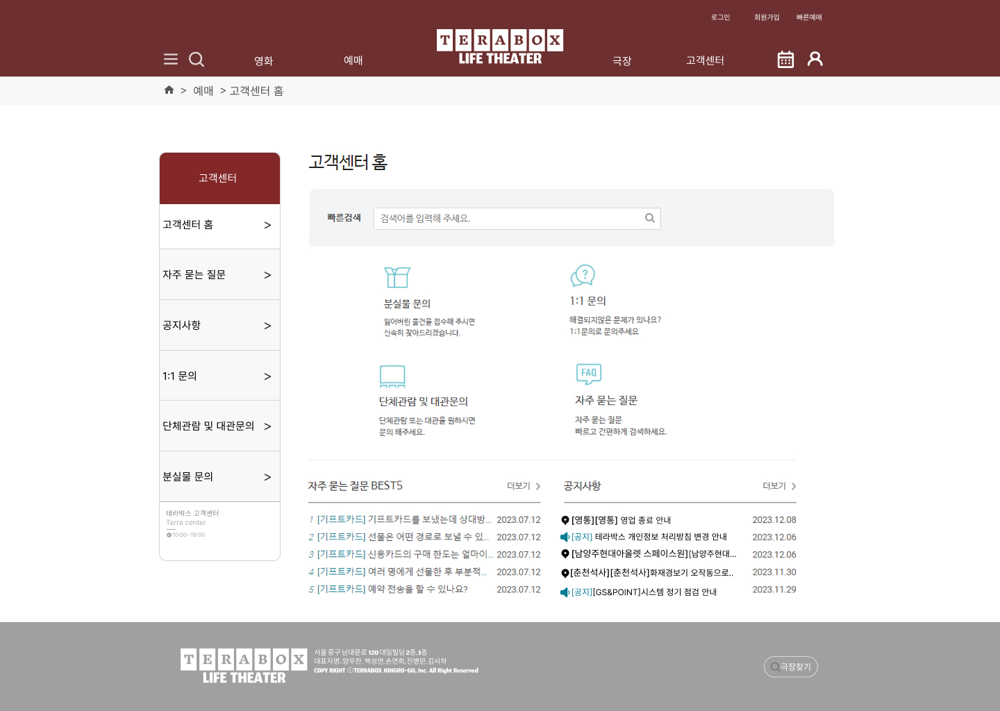 로그인 회원가입 빠른예매
TERABOX
LIFE THEATER
영화 예매 극장 고객센터
> 예매 > 고객센터 홈
고객센터
고객센터 홈 >
자주 묻는 질문 >
공지사항 >
1:1 문의 >
단체관람 및 대관문의 >
분실물 문의 >
테라박스 고객센터
Terra center
10:00~19:00
고객센터 홈
빠른검색 검색어를 입력해 주세요.
분실물 문의
잃어버린 물건을 접수해 주시면
신속히 찾아드리겠습니다.
?
1:1 문의
해결되지않은 문제가 있나요?
1:1문의로 문의주세요
단체관람 및 대관문의
단체관람 또는 대관을 원하시면
문의 해주세요.
FAQ
자주 묻는 질문
자주 묻는 질문
빠르고 간편하게 검색하세요.
자주 묻는 질문 BEST5 더보기 >
1 [기프트카드] 기프트카드를 보냈는데 상대방... 2023.07.12
2 [기프트카드] 선물은 어떤 경로로 보낼 수 있... 2023.07.12
3 [기프트카드] 신용카드의 구매 한도는 얼마이... 2023.07.12
4 [기프트카드] 여러 명에게 선물한 후 부분적... 2023.07.12
5 [기프트카드] 예약 전송을 할 수 있나요? 2023.07.12
공지사항 더보기 >
[영통][영통] 영업 종료 안내 2023.12.08
[공지] 테라박스 개인정보 처리방침 변경 안내 2023.12.06
[남양주현대아울렛 스페이스원][남양주현대... 2023.12.06
[춘천석사][춘천석사]화재경보기 오작동으로.. 2023.11.30
[공지][GS&POINT]시스템 정기 점검 안내 2023.11.29
TERABOX
LIFE THEATER
서울 중구 남대문로 120 대일빌딩 2층, 3층
대표자명 : 양우찬 , 백성연, 손연희, 진병만, 김서하
COPY RIGHT ⓒTERRABOX JONGRO-GO, Inc. All Right Reserved
극장찾기